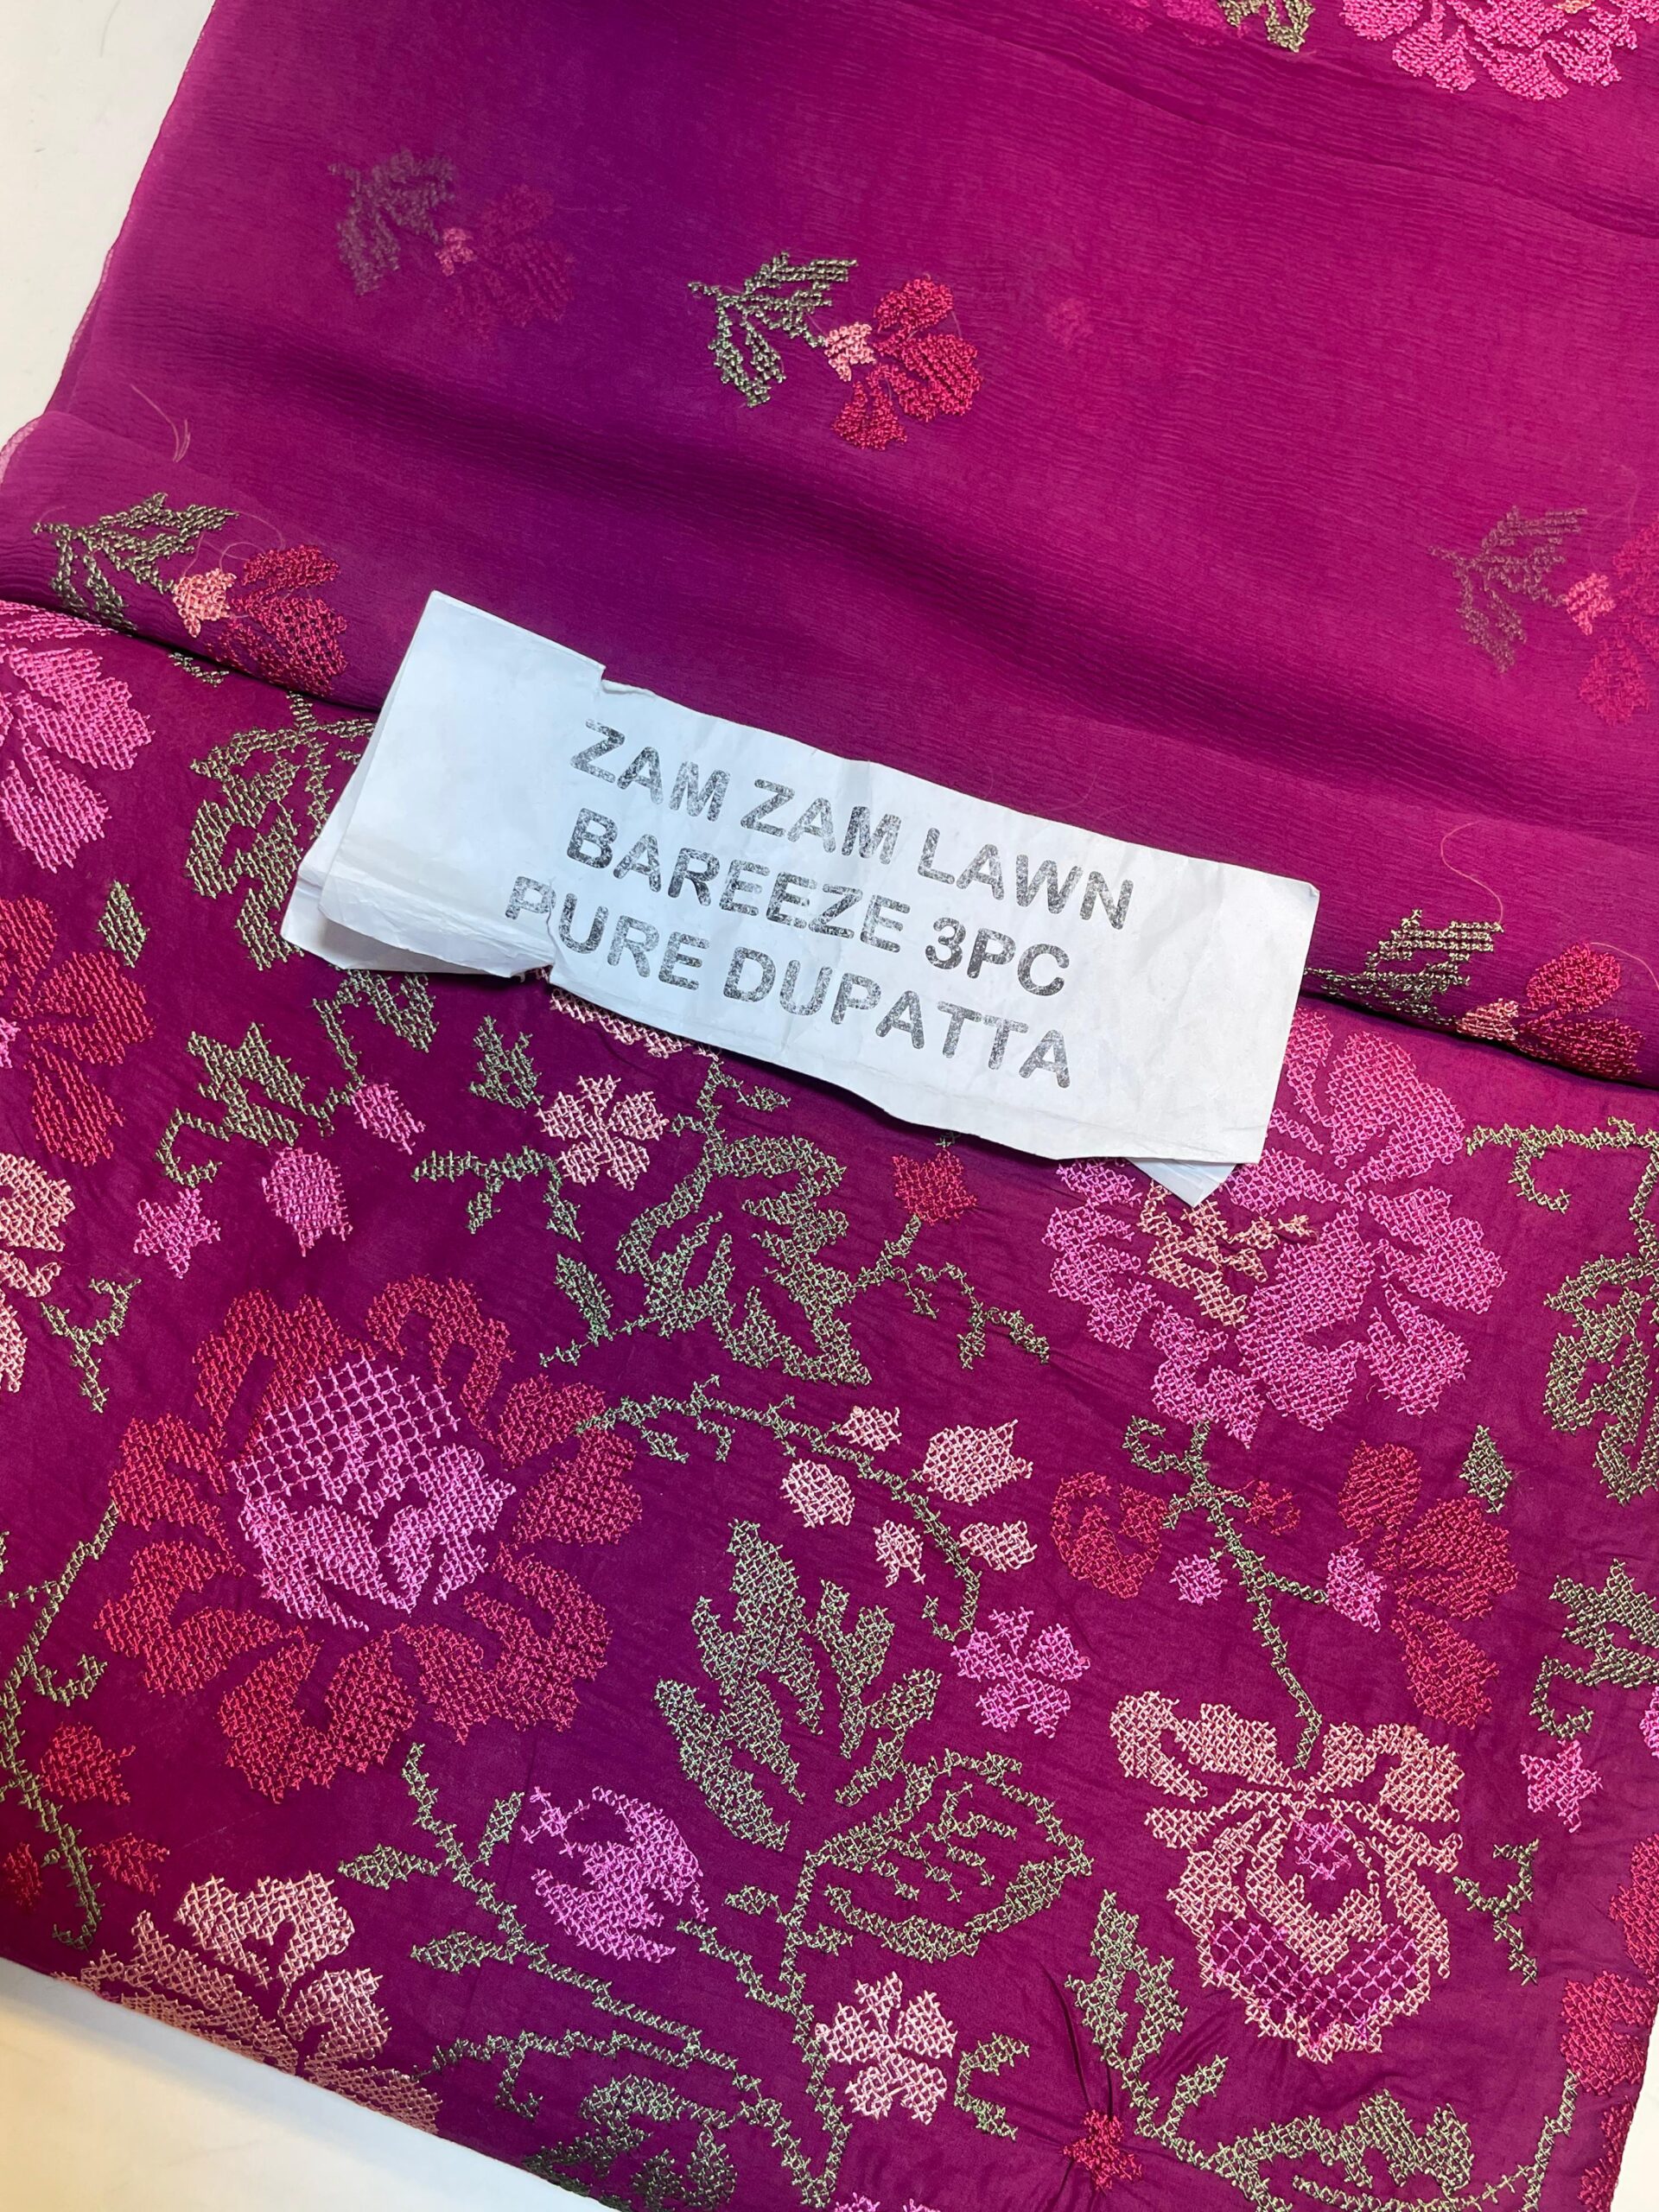 ZAM ZAM LAWN
BAREEZE 3PC
PURE DUPATTA